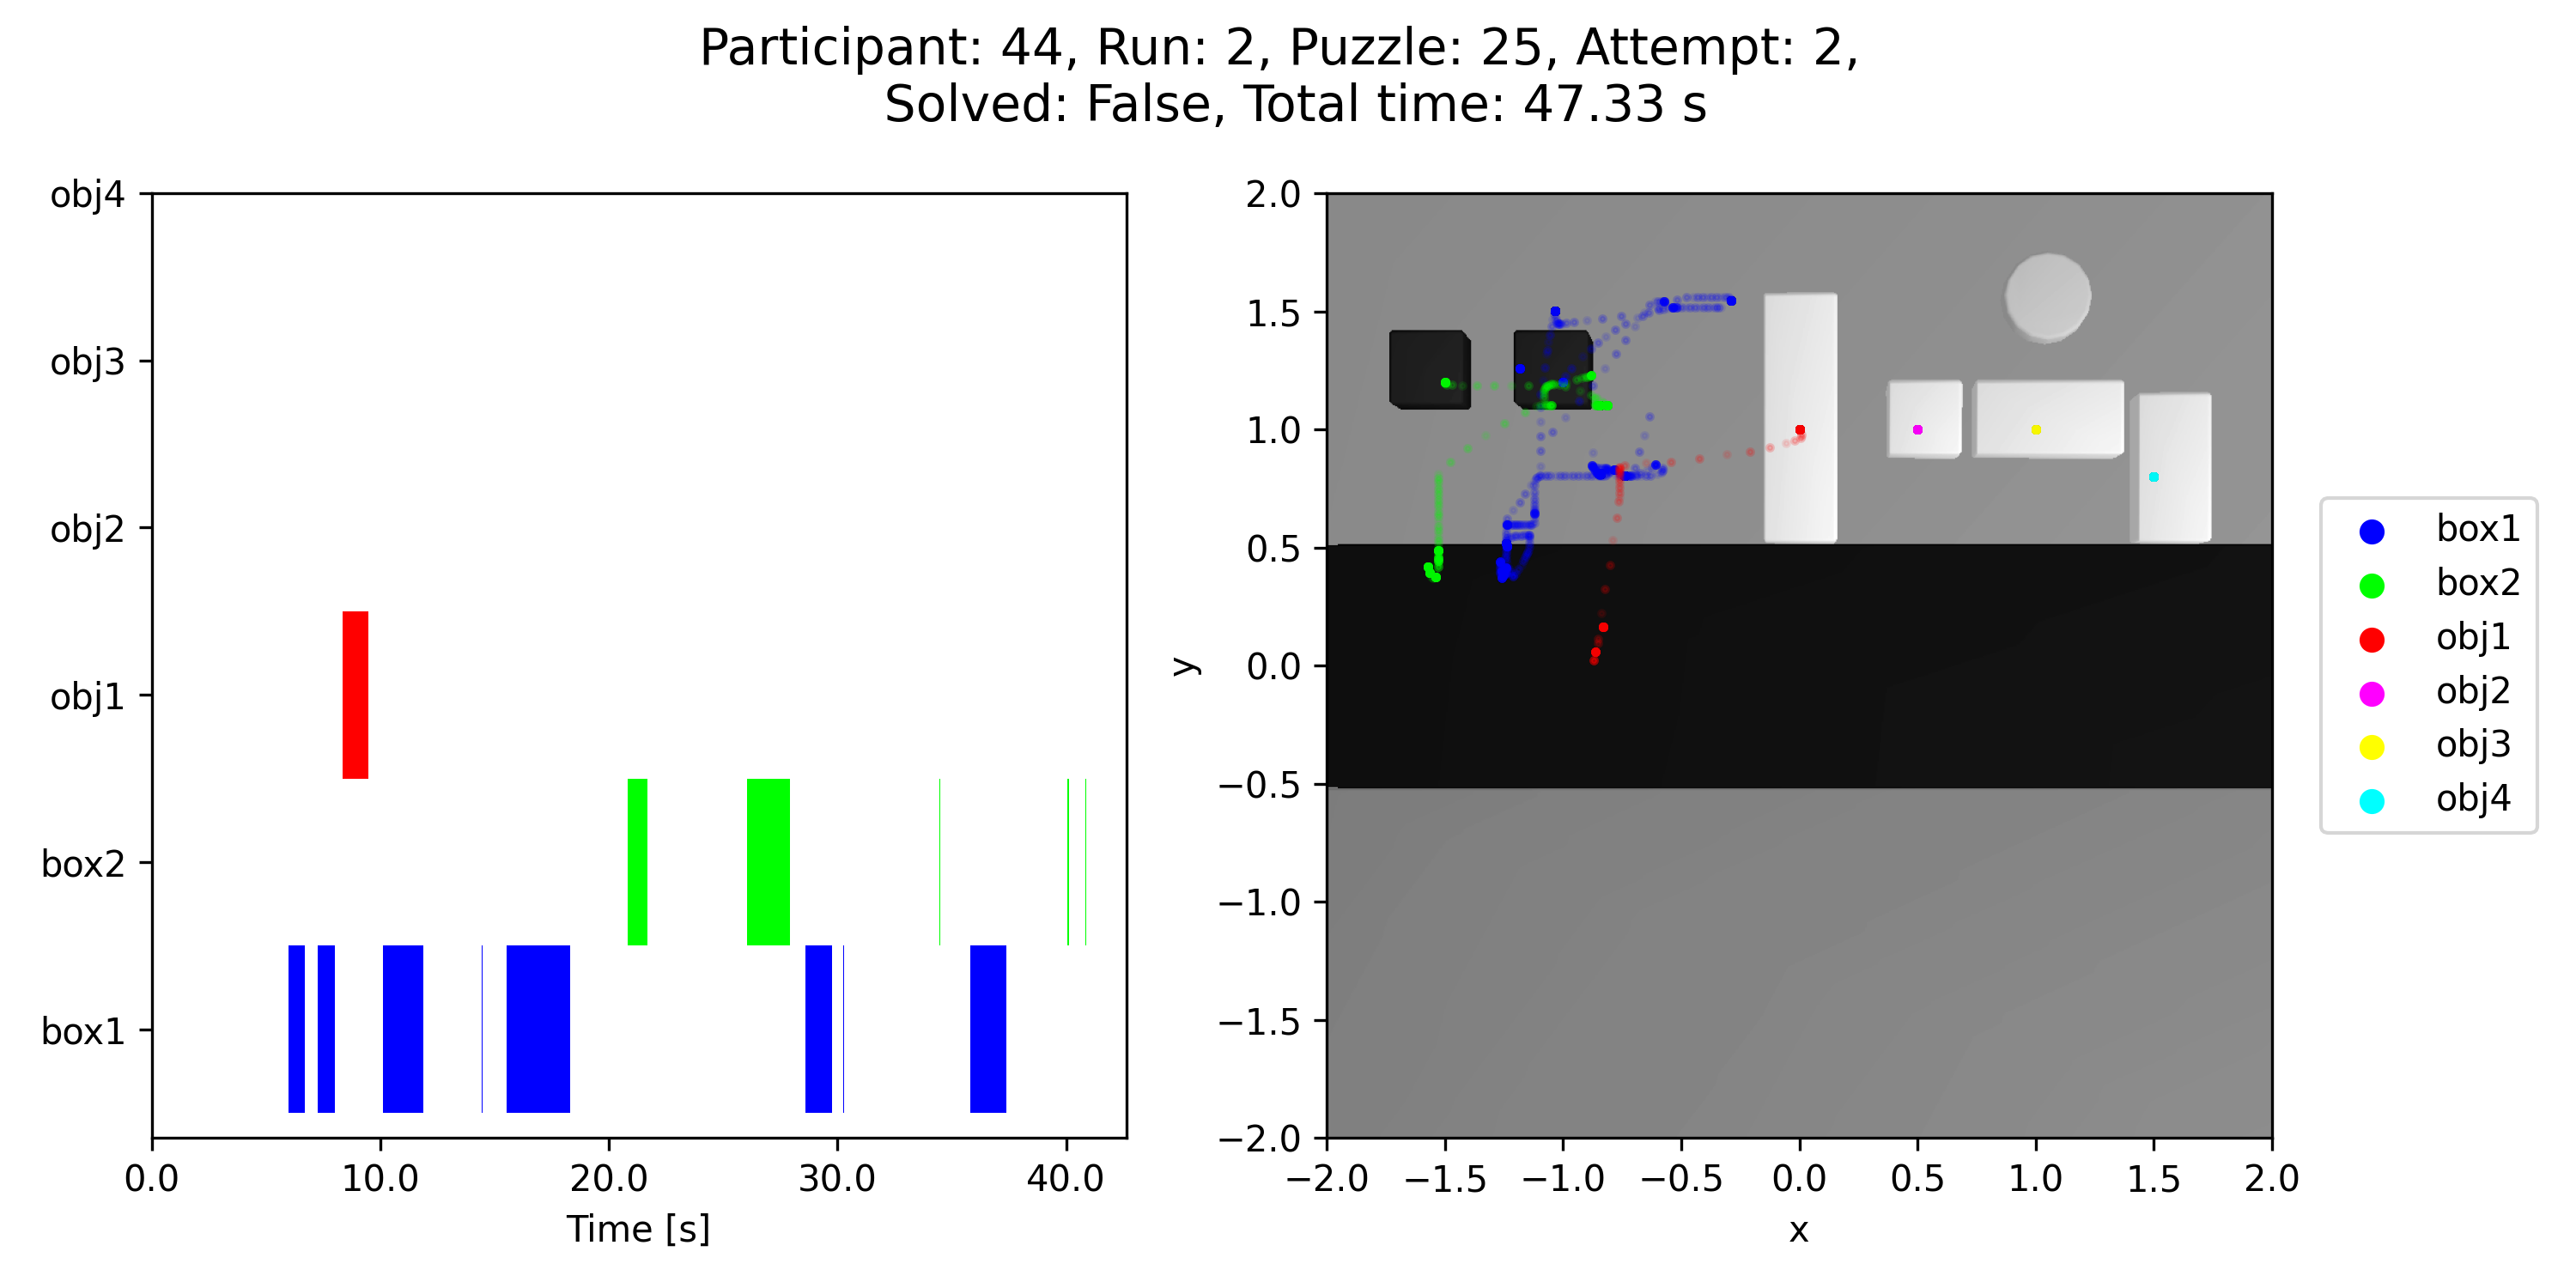 Participant: 44, Run: 2, Puzzle: 25, Attempt: 2,
Solved: False, Total time: 47.33 s
obj4
obj3
obj2
obj1
box2
box1
0.0 10.0 20.0 30.0 40.0
Time [s]
2.0
1.5
1.0
0.5
0.0
−0.5
−1.0
−1.5
−2.0
y
−2.0 −1.5 −1.0 −0.5 0.0 0.5 1.0 1.5 2.0
x
box1
box2
obj1
obj2
obj3
obj4